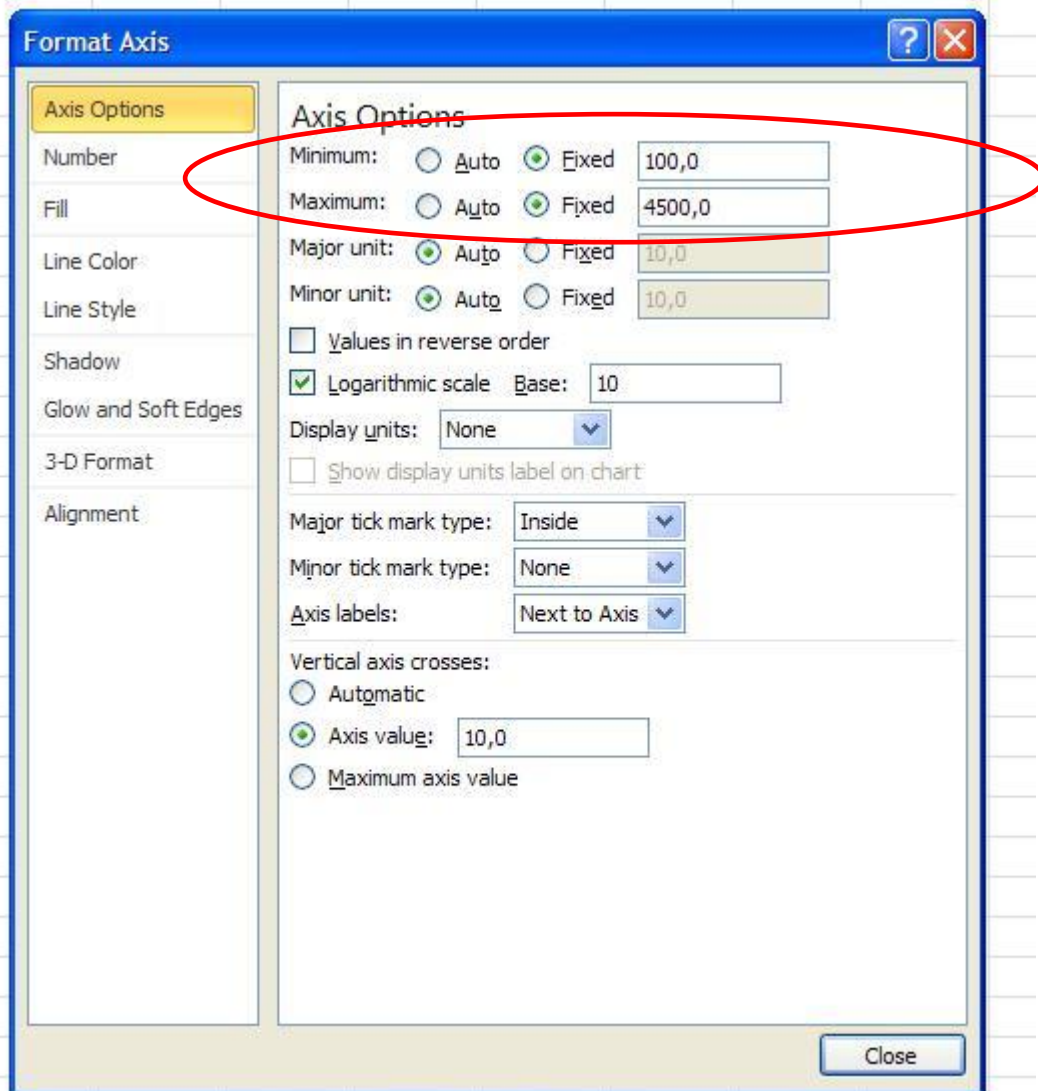 Format Axis
Axis Options
Number
Fill
Line Color
Line Style
Shadow
Glow and Soft Edges
3-D Format
Alignment
Axis Options
Minimum: Auto Fixed 100,0
Maximum: Auto Fixed 4500,0
Major unit: Auto Fixed 10,0
Minor unit: Auto Fixed 10,0
Values in reverse order
Logarithmic scale Base: 10
Display units: None
Show display units label on chart
Major tick mark type: Inside
Minor tick mark type: None
Axis labels: Next to Axis
Vertical axis crosses:
Automatic
Axis value: 10,0
Maximum axis value
Close